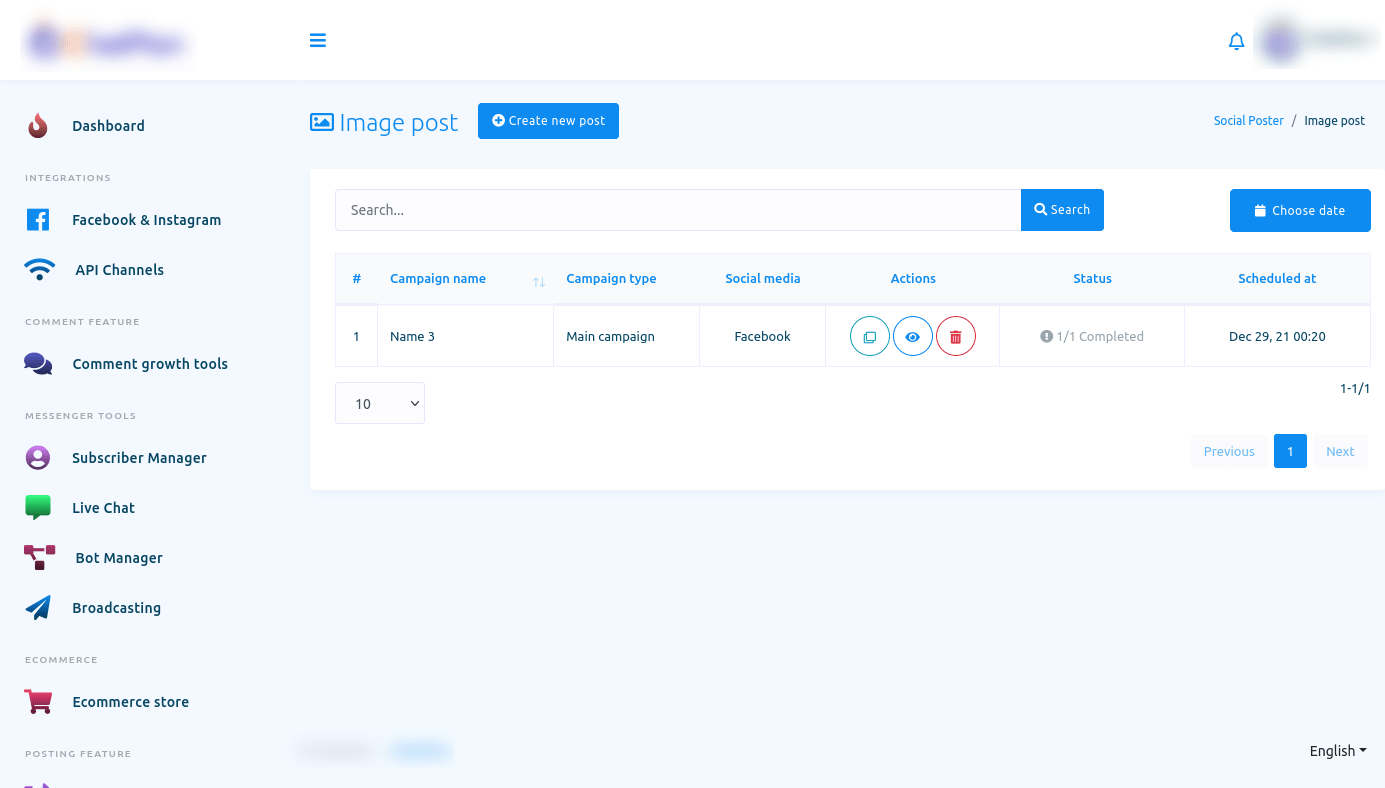 Dashboard
INTEGRATIONS
Facebook & Instagram
API Channels
COMMENT FEATURE
Comment growth tools
MESSENGER TOOLS
Subscriber Manager
Live Chat
Bot Manager
Broadcasting
ECOMMERCE
Ecommerce store
POSTING FEATURE
Image post
Create new post
Social Poster / Image post
Search...
Search
Choose date
# Campaign name Campaign type Social media Actions Status Scheduled at
1 Name 3 Main campaign Facebook 1/1 Completed Dec 29, 21 00:20
10
1-1/1
Previous 1 Next
English